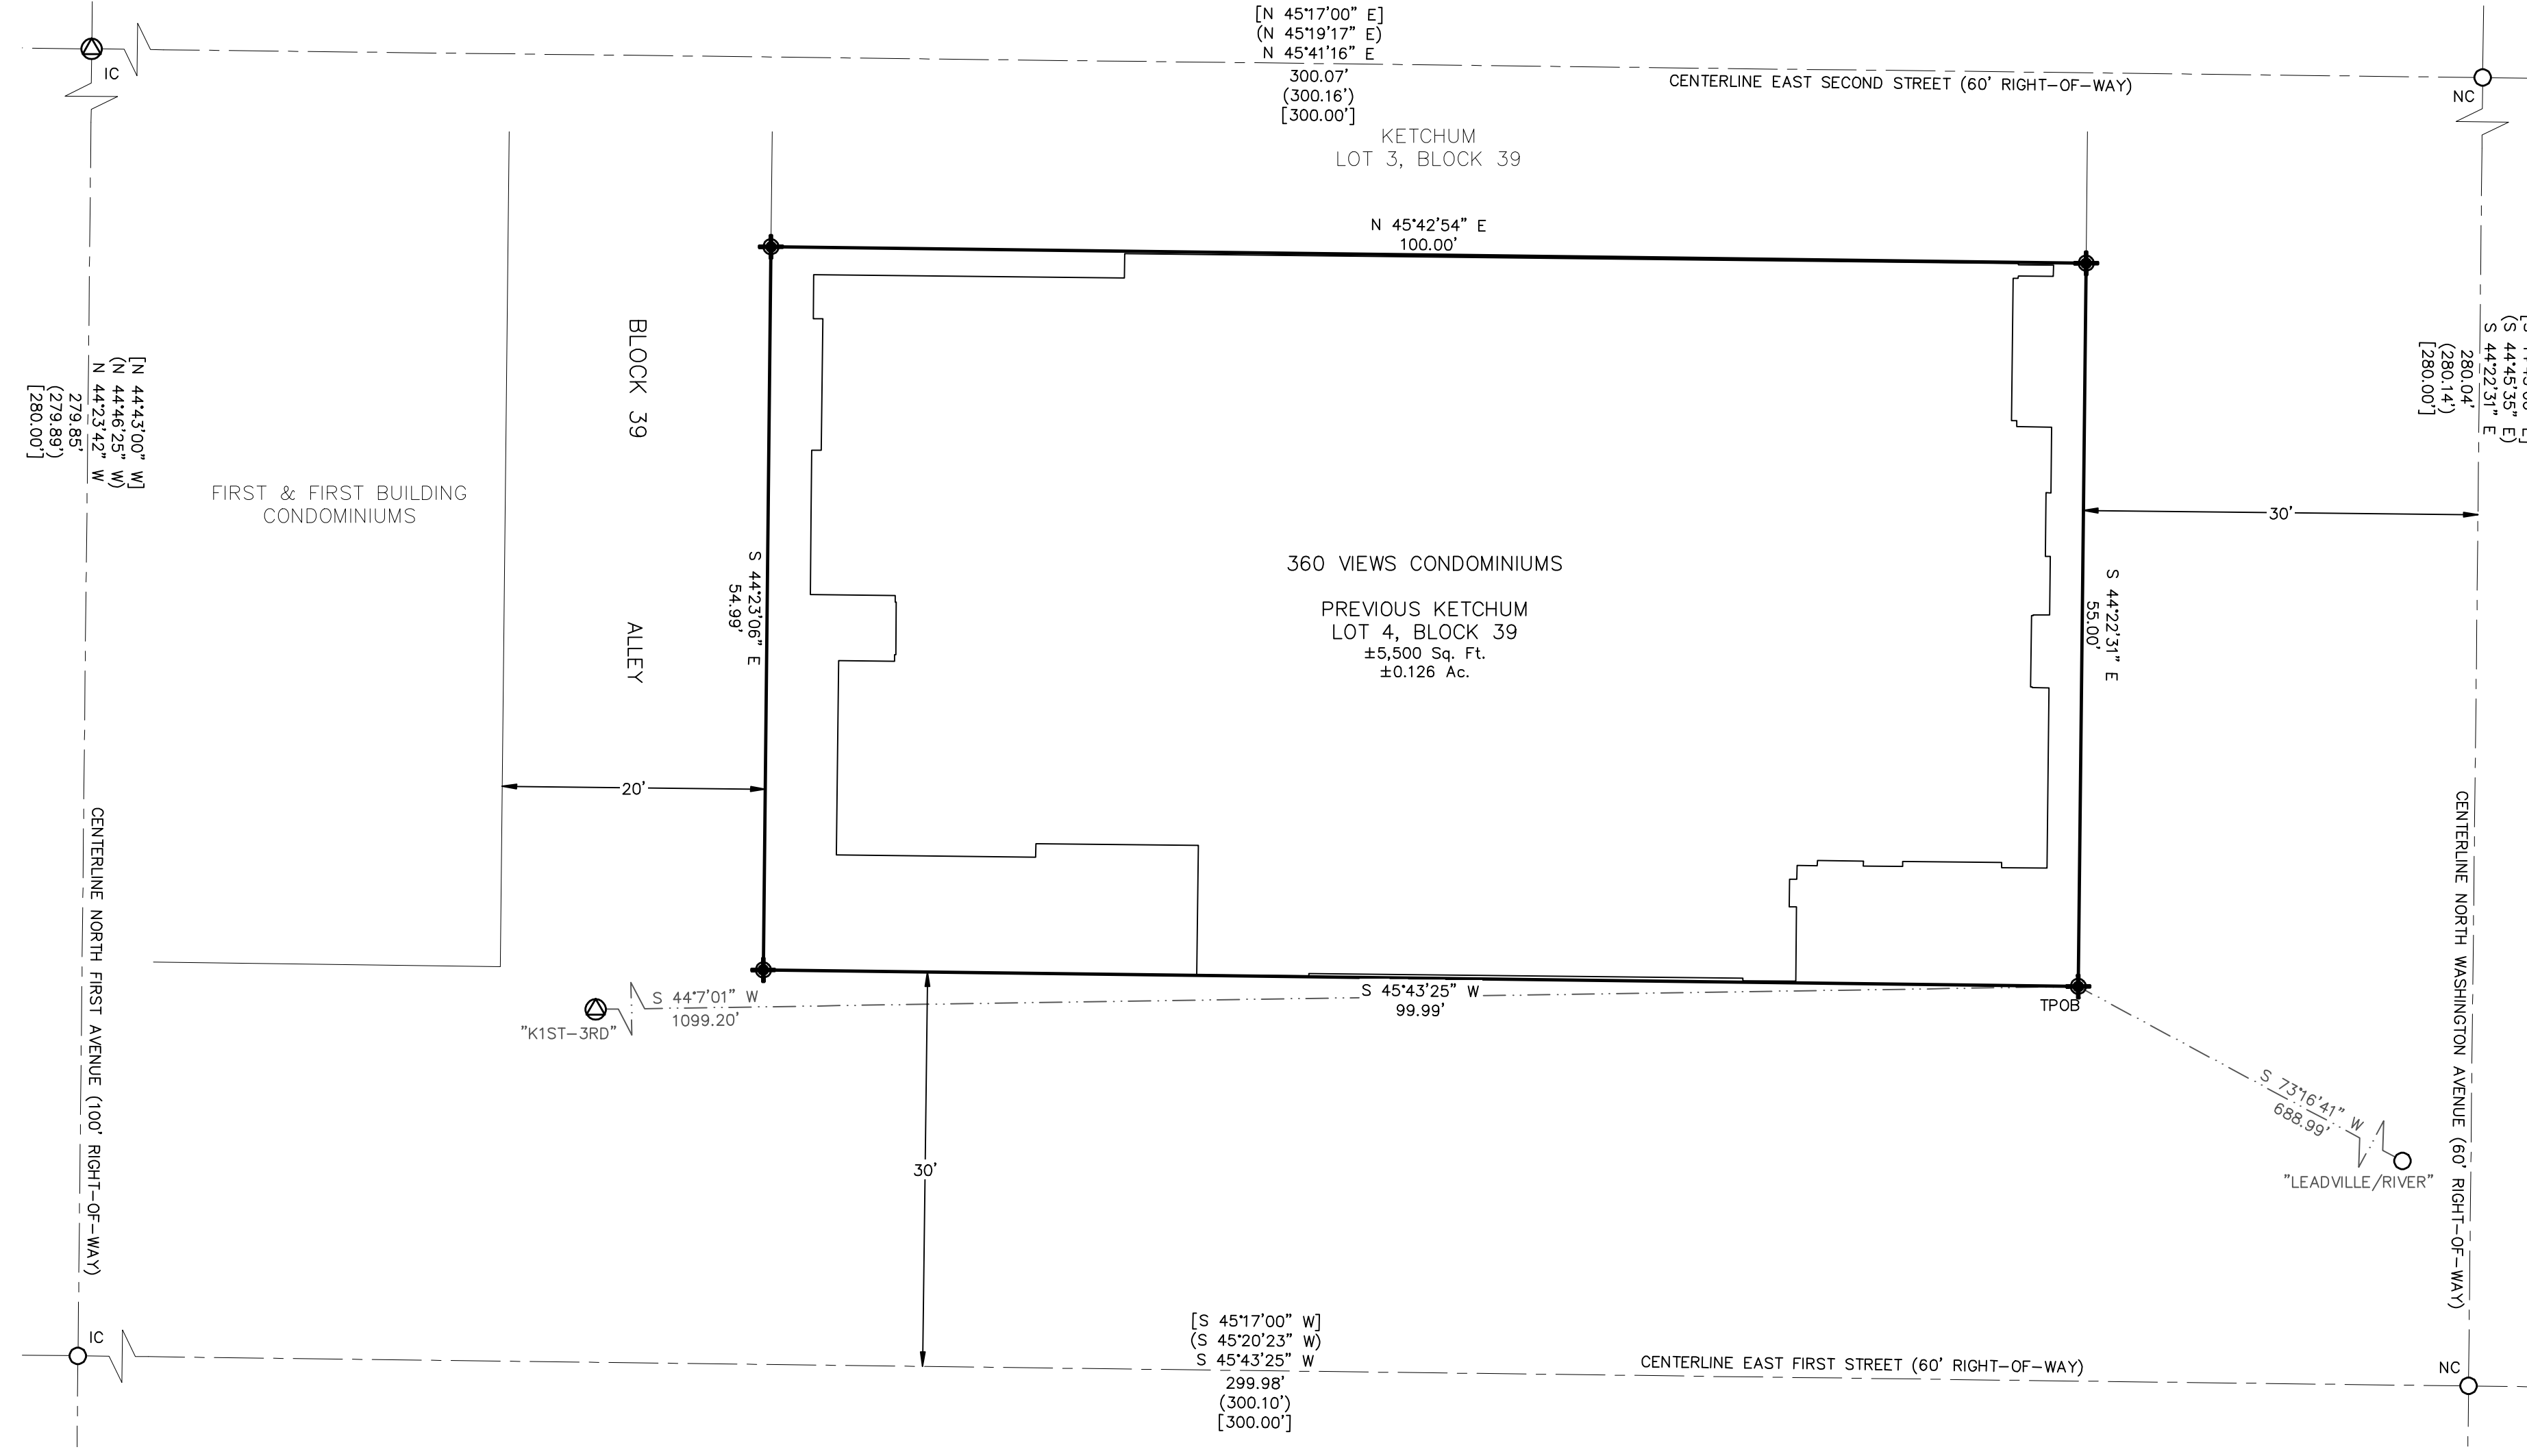 [N 45°17'00" E]
(N 45°19'17" E)
N 45°41'16" E
300.07'
(300.16')
[300.00']
CENTERLINE EAST SECOND STREET (60' RIGHT-OF-WAY)
IC
NC
KETCHUM
LOT 3, BLOCK 39
N 45°42'54" E
100.00'
[N 44°43'00" W]
(N 44°46'25" W)
N 44°23'42" W
279.85'
(279.89')
[280.00']
BLOCK 39
(S 44°45'35" E)
S 44°22'31" E
280.04'
(280.14')
[280.00']
FIRST & FIRST BUILDING
CONDOMINIUMS
30'
S 44°23'06" E
54.99'
360 VIEWS CONDOMINIUMS
PREVIOUS KETCHUM
LOT 4, BLOCK 39
±5,500 Sq. Ft.
±0.126 Ac.
S 44°22'31" E
55.00'
ALLEY
20'
CENTERLINE NORTH FIRST AVENUE (100' RIGHT-OF-WAY)
CENTERLINE NORTH WASHINGTON AVENUE (60' RIGHT-OF-WAY)
S 44°7'01" W
1099.20'
"K1ST-3RD"
S 45°43'25" W
99.99'
TPOB
S 73°16'41" W
688.99'
"LEADVILLE/RIVER"
30'
IC
[S 45°17'00" W]
(S 45°20'23" W)
S 45°43'25" W
299.98'
(300.10')
[300.00']
CENTERLINE EAST FIRST STREET (60' RIGHT-OF-WAY)
NC